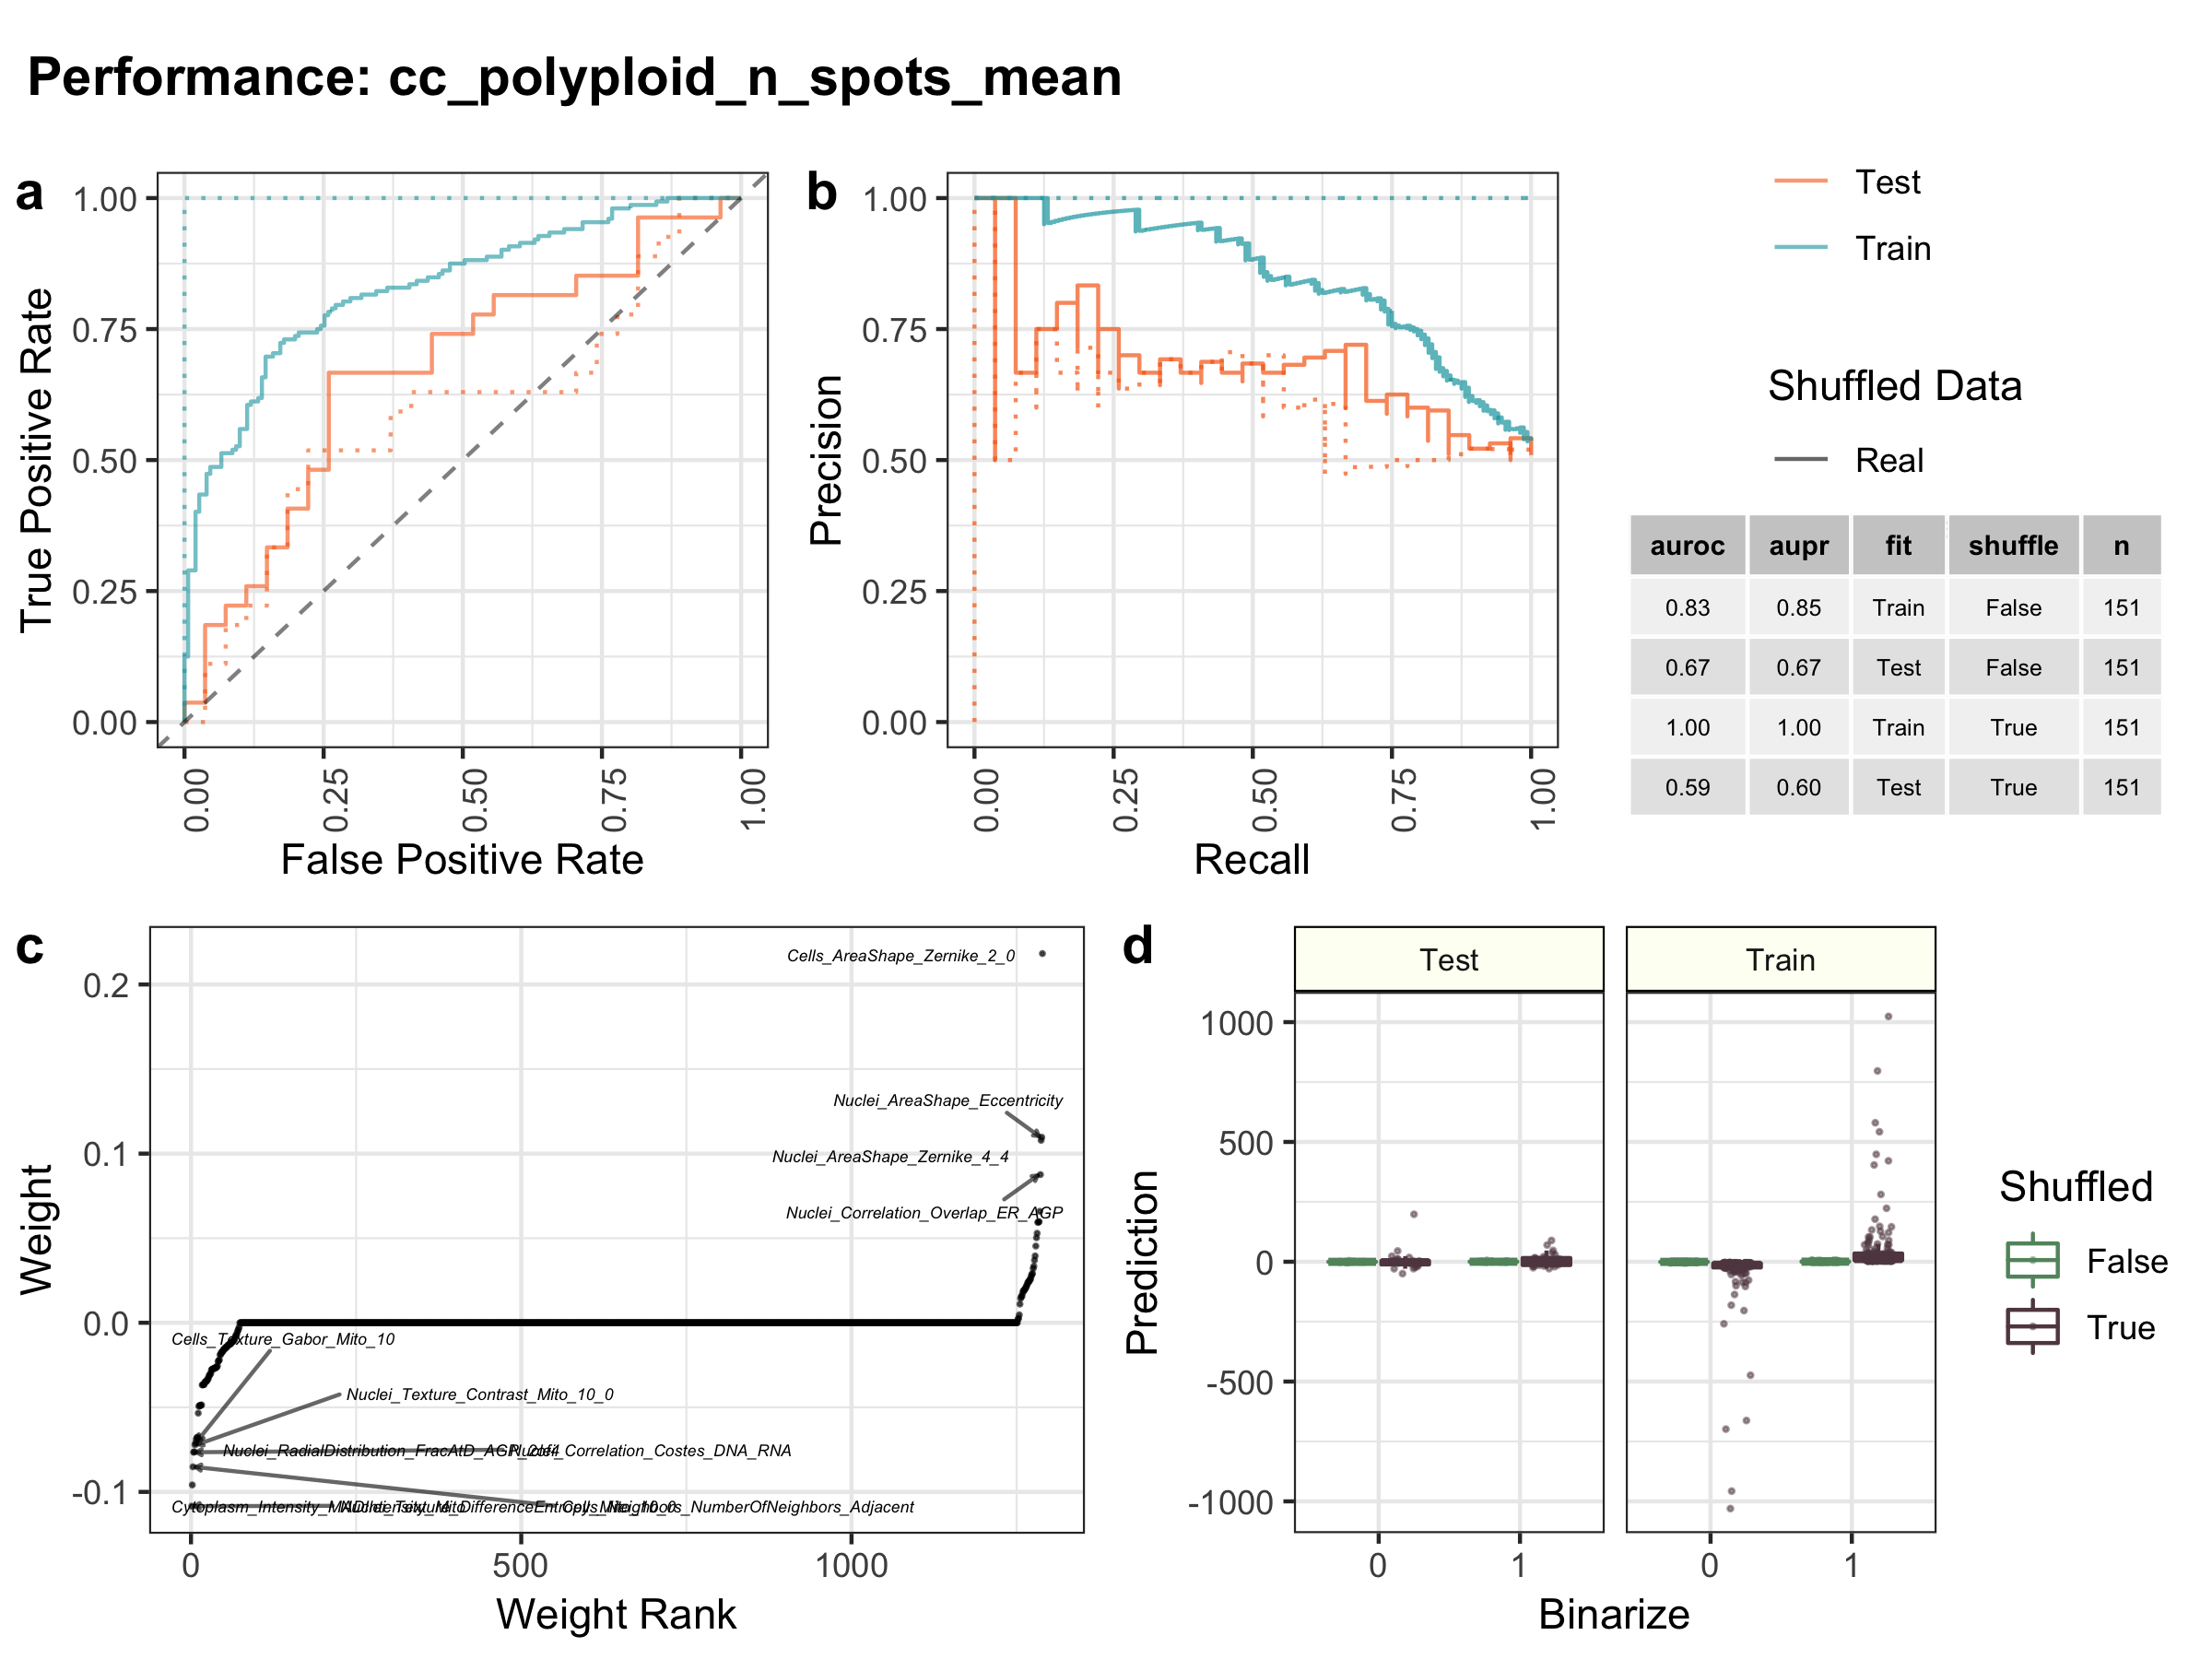 Performance: cc_polyploid_n_spots_mean
a
1.00
0.75
0.50
0.25
0.00
True Positive Rate
0.00
0.25
0.50
0.75
1.00
False Positive Rate
b
1.00
0.75
0.50
0.25
0.00
Precision
0.00
0.25
0.50
0.75
1.00
Recall
Test
Train
Shuffled Data
Real
auroc aupr fit shuffle n
0.83 0.85 Train False 151
0.67 0.67 Test False 151
1.00 1.00 Train True 151
0.59 0.60 Test True 151
c
0.2
0.1
0.0
-0.1
Weight
Cells_AreaShape_Zernike_2_0
Nuclei_AreaShape_Eccentricity
Nuclei_AreaShape_Zernike_4_4
Nuclei_Correlation_Overlap_ER_AGP
Cells_Texture_Gabor_Mito_10
Nuclei_Texture_Contrast_Mito_10_0
Nuclei_RadialDistribution_FracAtD_AGP_2of4
Nuclei_Correlation_Costes_DNA_RNA
Cytoplasm_Intensity_MADIntensity_Mito
Nuclei_Texture_DifferenceEntropy_Mito_10_0
Cells_Neighbors_NumberOfNeighbors_Adjacent
0
500
1000
Weight Rank
d
Test
Train
1000
500
0
-500
-1000
Prediction
0
1
0
1
Binarize
Shuffled
False
True